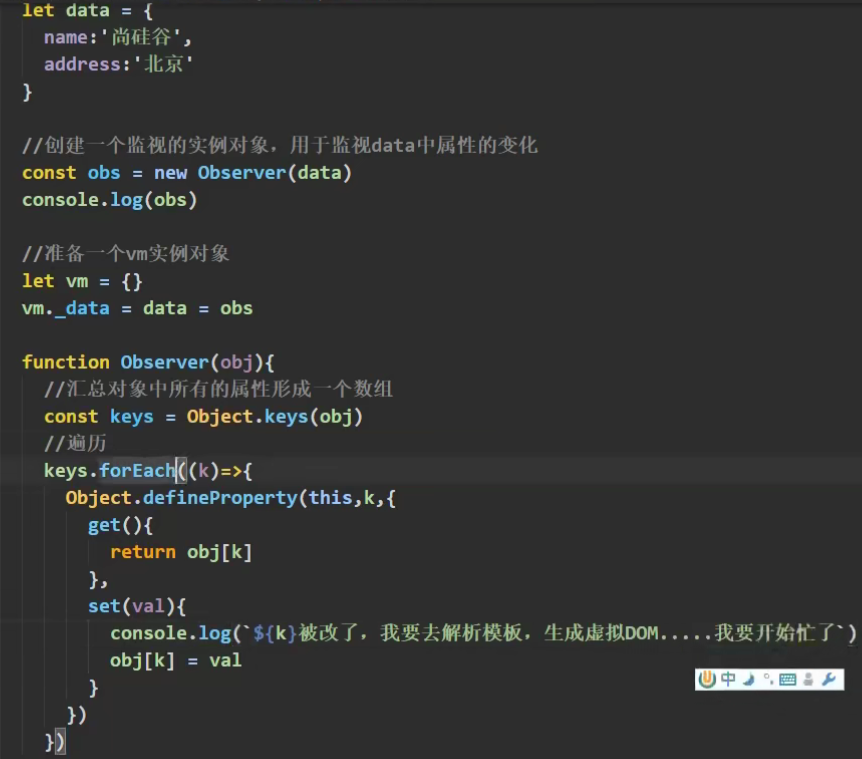 let data = {
  name:'尚硅谷',
  address:'北京'
}
//创建一个监视的实例对象，用于监视data中属性的变化
const obs = new Observer(data)
console.log(obs)
//准备一个vm实例对象
let vm = {}
vm._data = data = obs
function Observer(obj){
  //汇总对象中所有的属性形成一个数组
  const keys = Object.keys(obj)
  //遍历
  keys.forEach((k)=>{
    Object.defineProperty(this,k,{
      get(){
        return obj[k]
      },
      set(val){
        console.log(`${k}被改了，我要去解析模板，生成虚拟DOM.....我要开始忙了`)
        obj[k] = val
      }
    })
  })
中